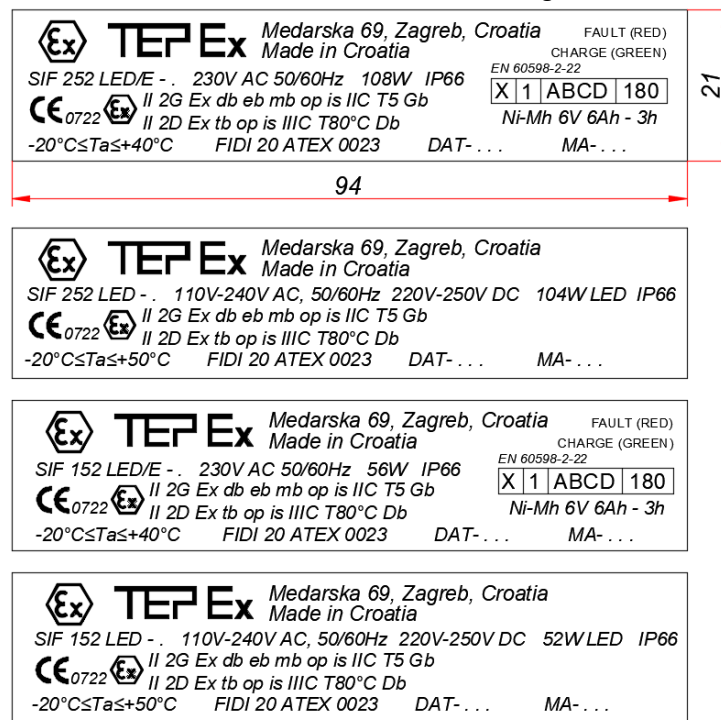 Ex TEP Ex Medarska 69, Zagreb, Croatia FAULT (RED)
Made in Croatia CHARGE (GREEN)
EN 60598-2-22
SIF 252 LED/E - . 230V AC 50/60Hz 108W IP66
X 1 ABCD 180
CE 0722 Ex II 2G Ex db eb mb op is IIC T5 Gb
Ni-Mh 6V 6Ah - 3h
II 2D Ex tb op is IIIC T80°C Db
-20°C≤Ta≤+40°C FIDI 20 ATEX 0023 DAT- . . . MA- . . .
21
94
Ex TEP Ex Medarska 69, Zagreb, Croatia
Made in Croatia
SIF 252 LED - . 110V-240V AC, 50/60Hz 220V-250V DC 104W LED IP66
CE 0722 Ex II 2G Ex db eb mb op is IIC T5 Gb
II 2D Ex tb op is IIIC T80°C Db
-20°C≤Ta≤+50°C FIDI 20 ATEX 0023 DAT- . . . MA- . . .
Ex TEP Ex Medarska 69, Zagreb, Croatia FAULT (RED)
Made in Croatia CHARGE (GREEN)
EN 60598-2-22
SIF 152 LED/E - . 230V AC 50/60Hz 56W IP66
X 1 ABCD 180
CE 0722 Ex II 2G Ex db eb mb op is IIC T5 Gb
Ni-Mh 6V 6Ah - 3h
II 2D Ex tb op is IIIC T80°C Db
-20°C≤Ta≤+40°C FIDI 20 ATEX 0023 DAT- . . . MA- . . .
Ex TEP Ex Medarska 69, Zagreb, Croatia
Made in Croatia
SIF 152 LED - . 110V-240V AC, 50/60Hz 220V-250V DC 52W LED IP66
CE 0722 Ex II 2G Ex db eb mb op is IIC T5 Gb
II 2D Ex tb op is IIIC T80°C Db
-20°C≤Ta≤+50°C FIDI 20 ATEX 0023 DAT- . . . MA- . . .